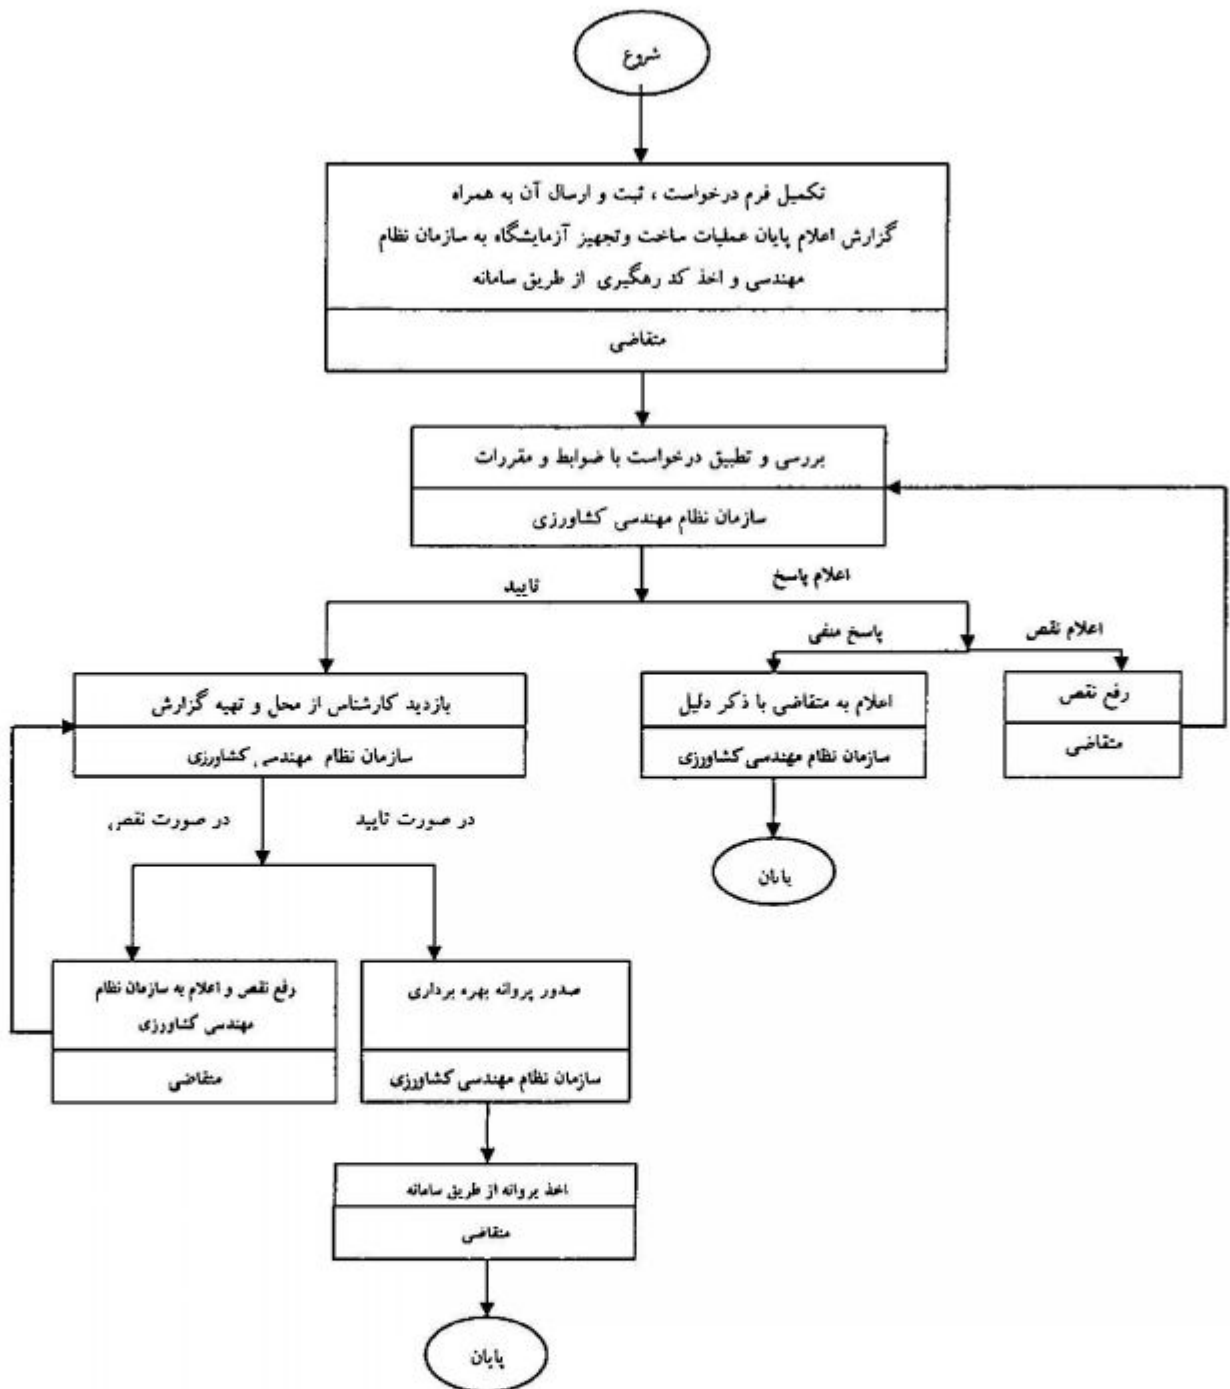 شروع
تکمیل فرم درخواست ، ثبت و ارسال آن به همراه
گزارش اعلام پایان عملیات ساخت وتجهیز آزمایشگاه به سازمان نظام
مهندسی و اخذ کد رهگیری از طریق سامانه
متقاضی
بررسی و تطبیق درخواست با ضوابط و مقررات
سازمان نظام مهندسی کشاورزی
اعلام پاسخ
تایید
اعلام نقص
پاسخ منفی
رفع نقص
متقاضی
اعلام به متقاضی با ذکر دلیل
سازمان نظام مهندسی کشاورزی
پایان
بازدید کارشناس از محل و تهیه گزارش
سازمان نظام مهندسی کشاورزی
در صورت تایید
در صورت نقص
صدور پروانه بهره برداری
سازمان نظام مهندسی کشاورزی
رفع نقص و اعلام به سازمان نظام
مهندسی کشاورزی
متقاضی
اخذ پروانه از طریق سامانه
متقاضی
پایان